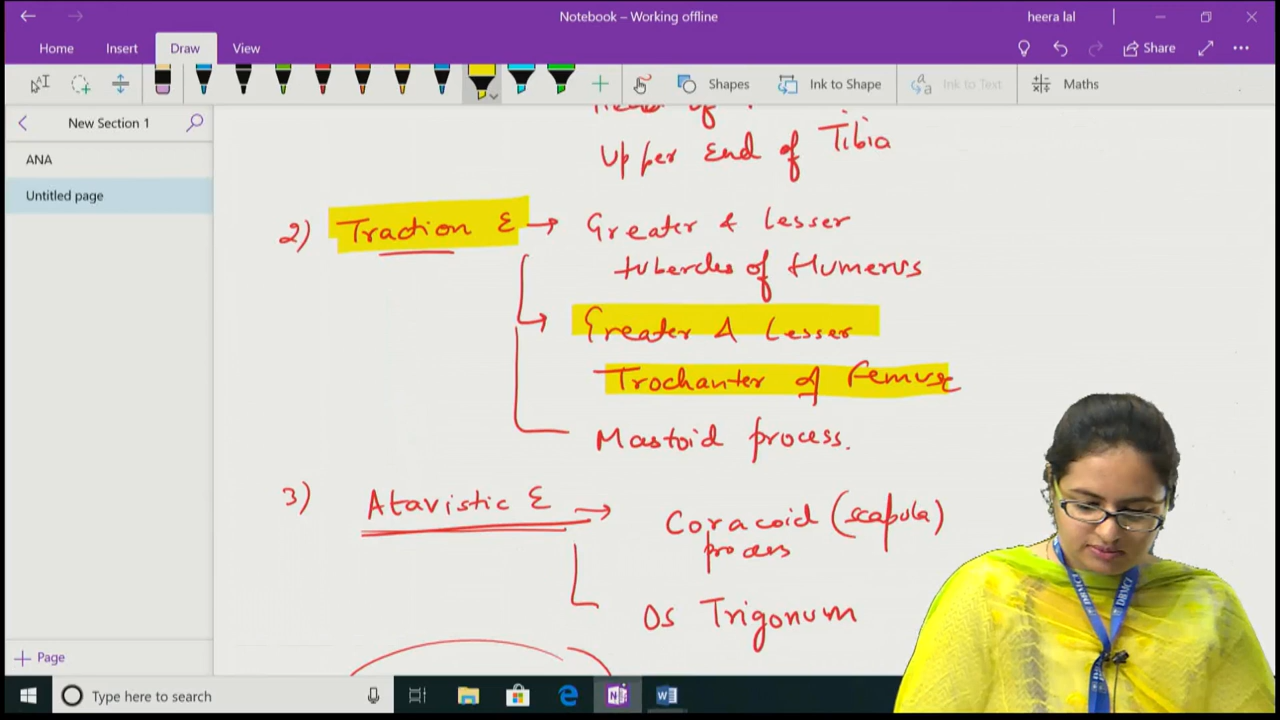 Notebook – Working offline
heera lal
Home Insert Draw View
Share
Shapes Ink to Shape Ink to Text Maths
New Section 1
ANA
Untitled page
Upper End of Tibia
2) Traction E → Greater & Lesser
tubercles of Humerus
Greater & Lesser
Trochanter of Femur
Mastoid process.
3) Atavistic E → Coracoid (scapula)
process
Os Trigonum
DBMCI
+ Page
Type here to search